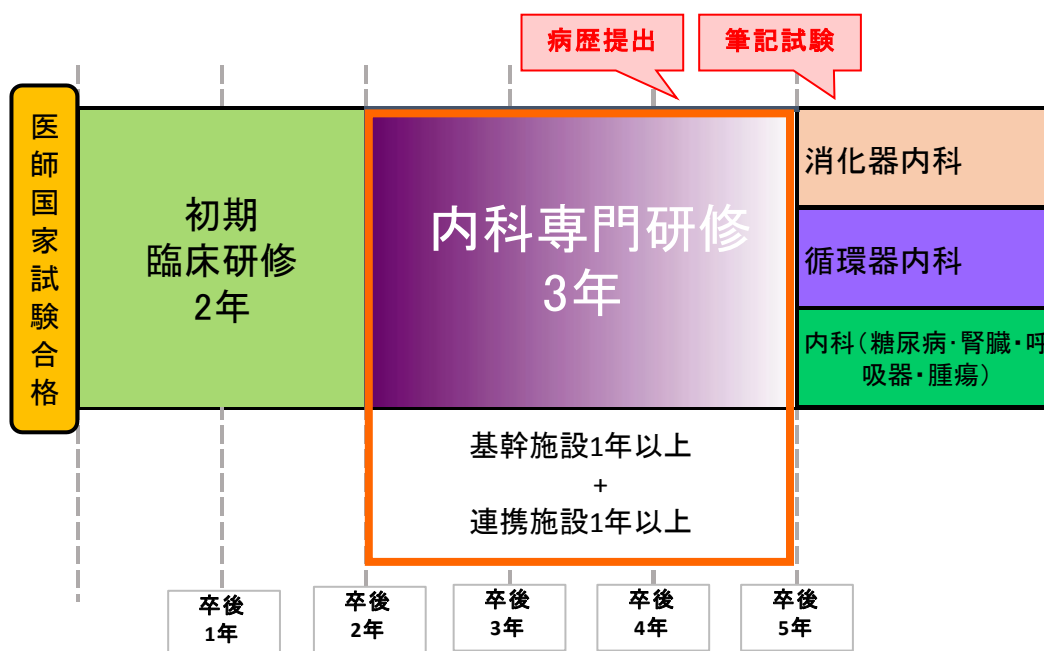 病歴提出
筆記試験
医師国家試験合格
初期
臨床研修
2年
内科専門研修
3年
消化器内科
循環器内科
内科（糖尿病・腎臓・呼
吸器・腫瘍）
基幹施設1年以上
+
連携施設1年以上
卒後
1年
卒後
2年
卒後
3年
卒後
4年
卒後
5年